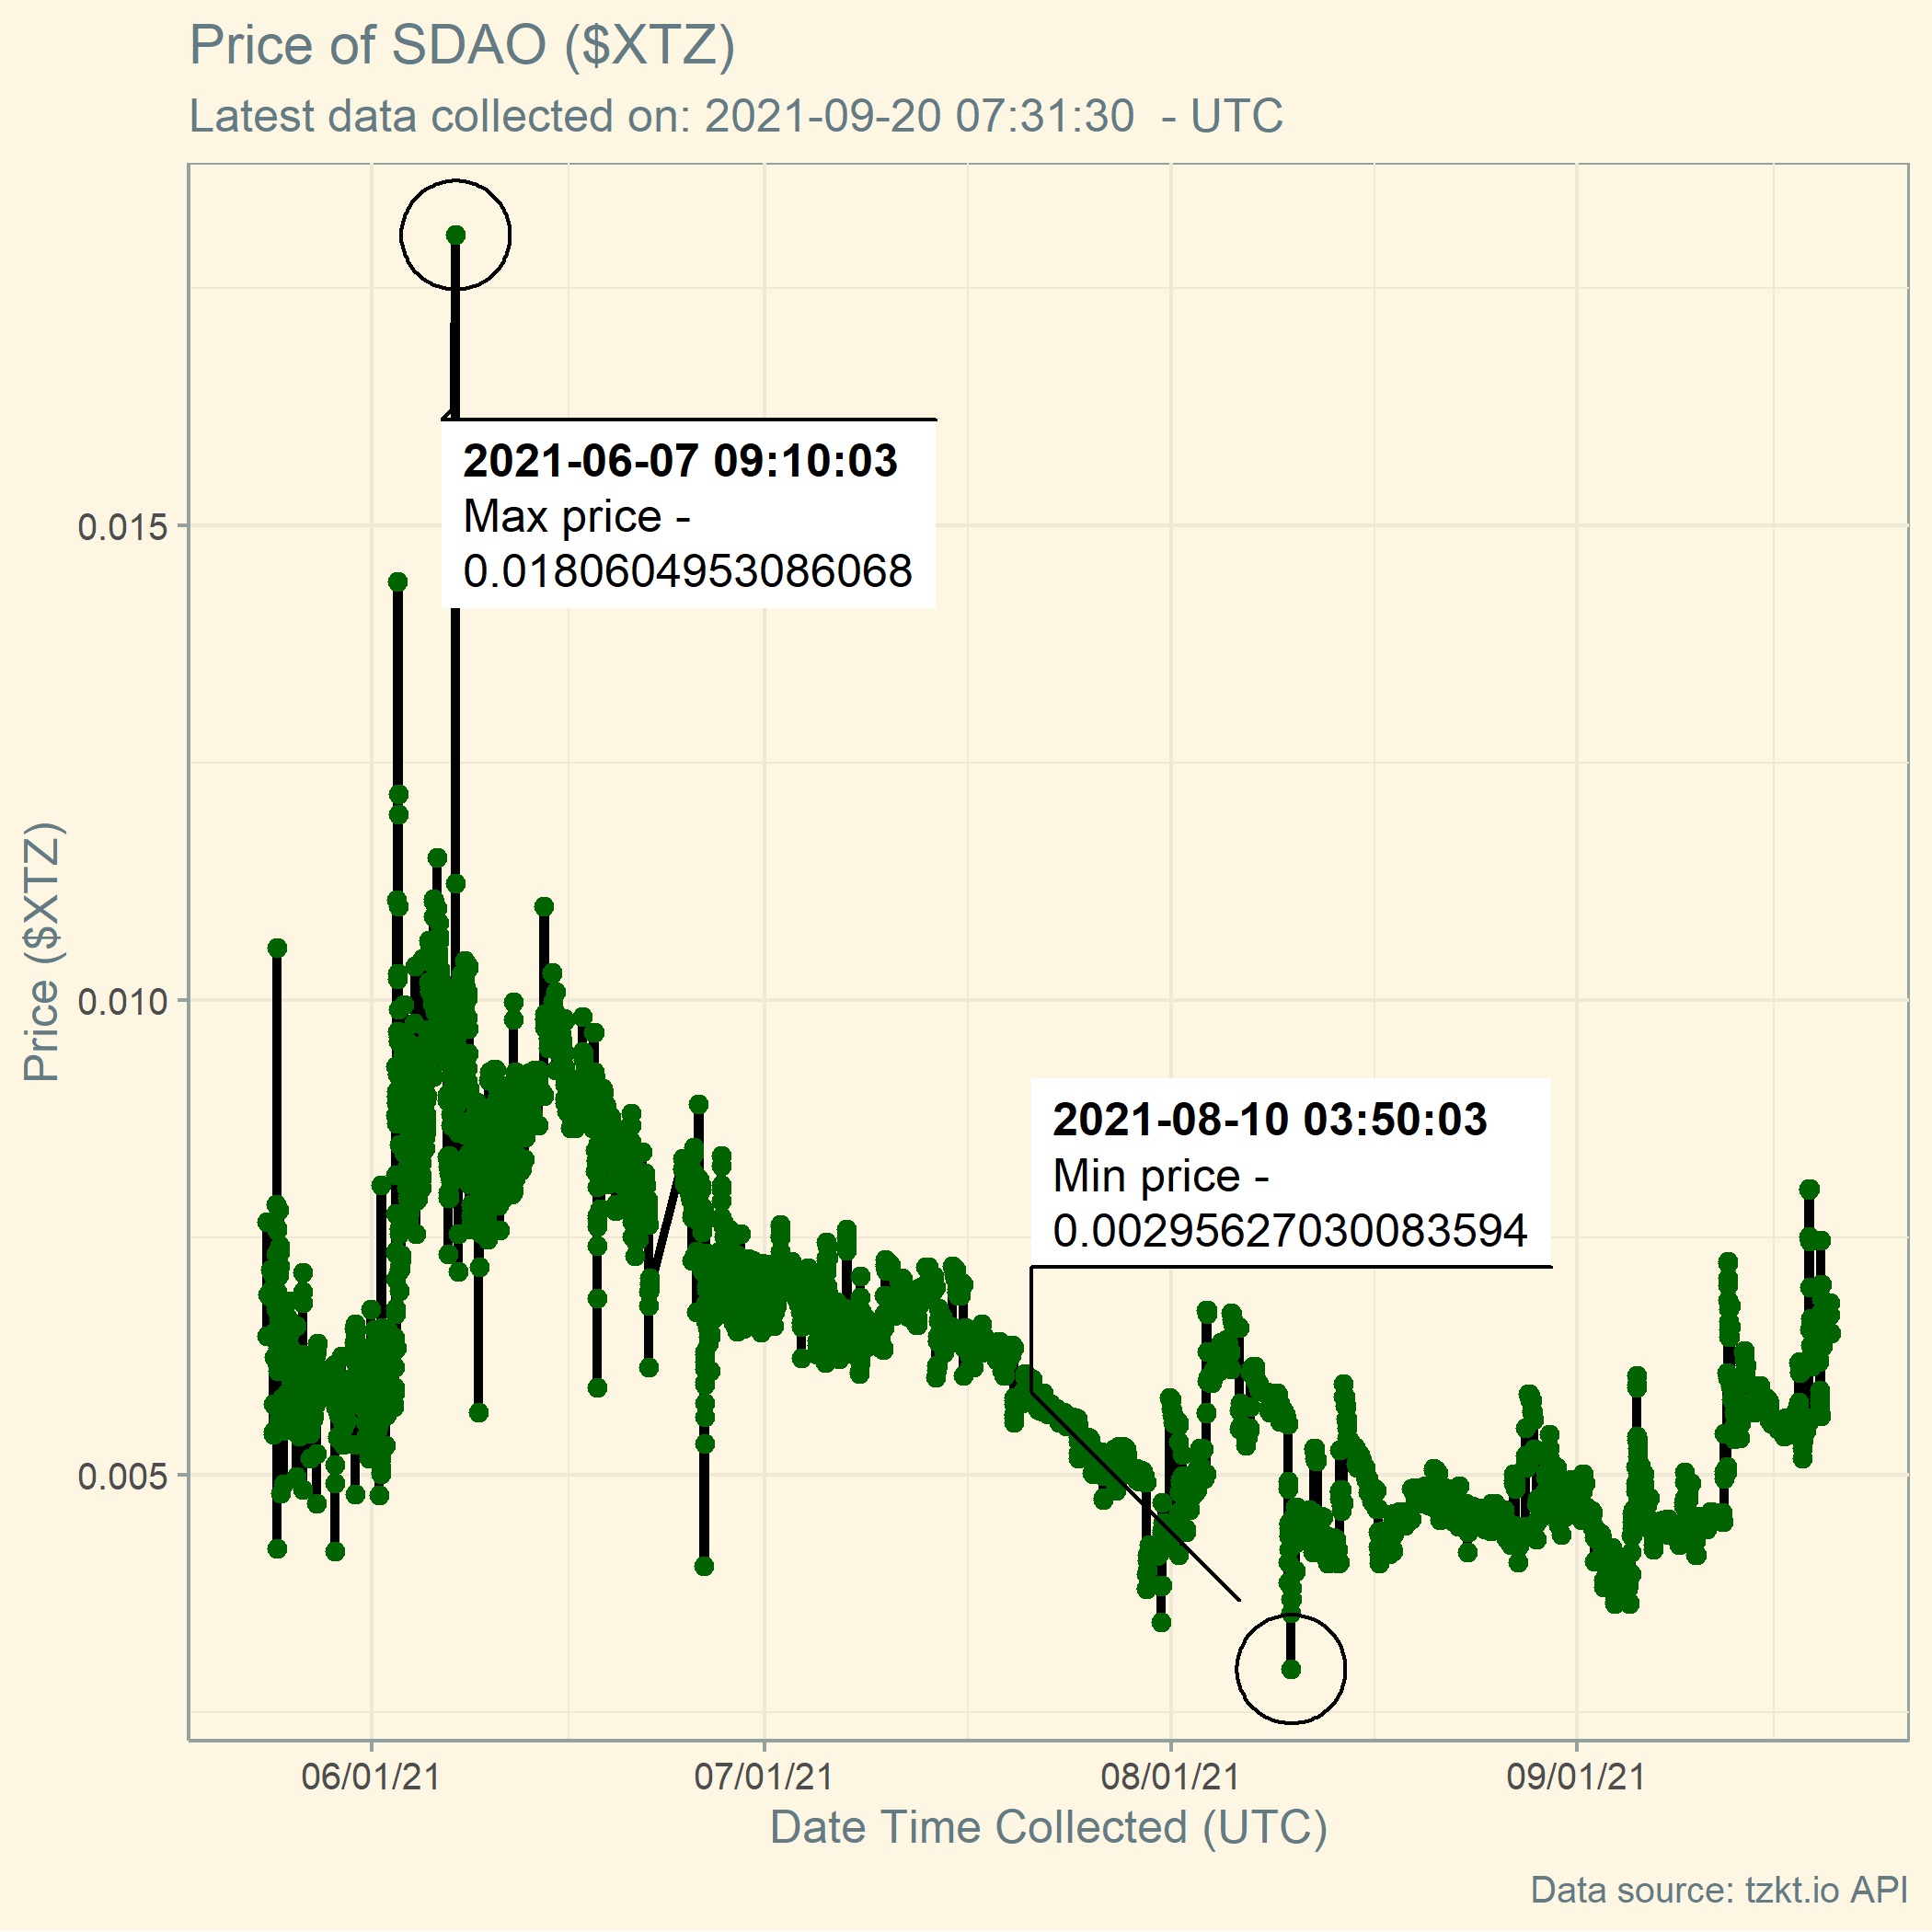 Price of SDAO ($XTZ)
Latest data collected on: 2021-09-20 07:31:30  - UTC
2021-06-07 09:10:03
Max price -
0.0180604953086068
0.015
0.010
0.005
Price ($XTZ)
2021-08-10 03:50:03
Min price -
0.00295627030083594
06/01/21
07/01/21
08/01/21
09/01/21
Date Time Collected (UTC)
Data source: tzkt.io API